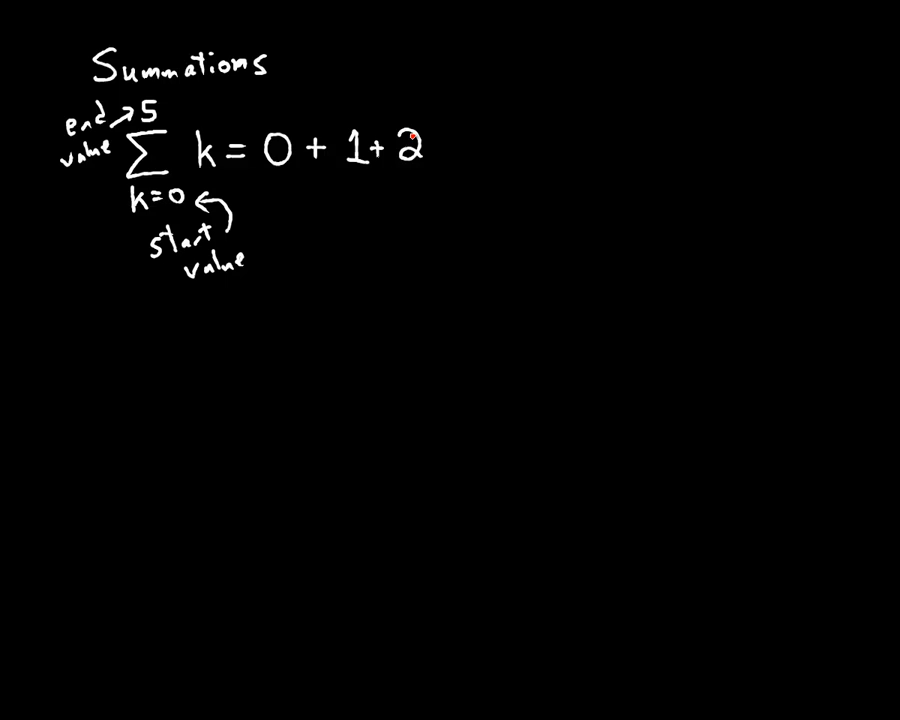 Summations
end → 5
value ∑ k = 0 + 1 + 2
k=0
start
value